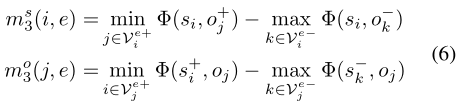 m_3^s(i, e) = \min_{j \in \mathcal{V}_i^{e+}} \Phi(s_i, o_j^+) - \max_{k \in \mathcal{V}_i^{e-}} \Phi(s_i, o_k^-)
m_3^o(j, e) = \min_{i \in \mathcal{V}_j^{e+}} \Phi(s_i^+, o_j) - \max_{k \in \mathcal{V}_j^{e-}} \Phi(s_k^-, o_j)
(6)